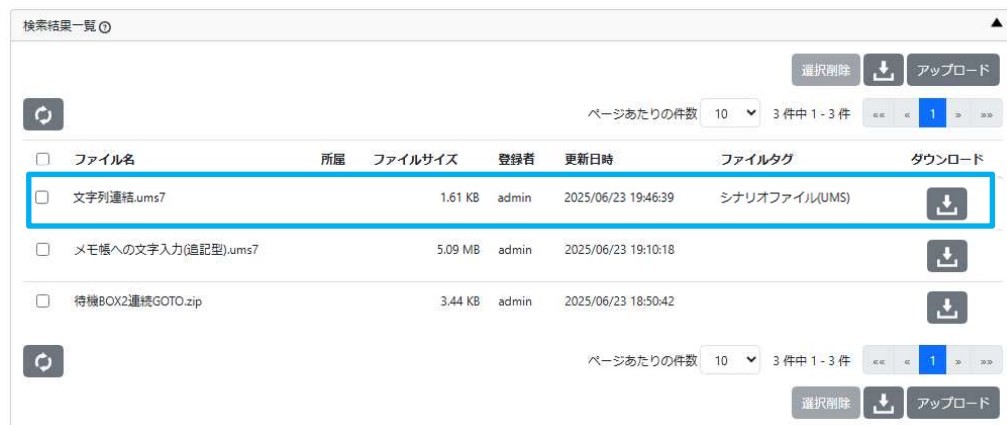 検索結果一覧
選択削除 アップロード
ページあたりの件数 10 3 件中 1 - 3 件 «« « 1 » »»
ファイル名 所属 ファイルサイズ 登録者 更新日時 ファイルタグ ダウンロード
文字列連結.ums7 1.61 KB admin 2025/06/23 19:46:39 シナリオファイル(UMS)
メモ帳への文字入力(追記型).ums7 5.09 MB admin 2025/06/23 19:10:18
待機BOX2連続GOTO.zip 3.44 KB admin 2025/06/23 18:50:42
ページあたりの件数 10 3 件中 1 - 3 件 «« « 1 » »»
選択削除 アップロード